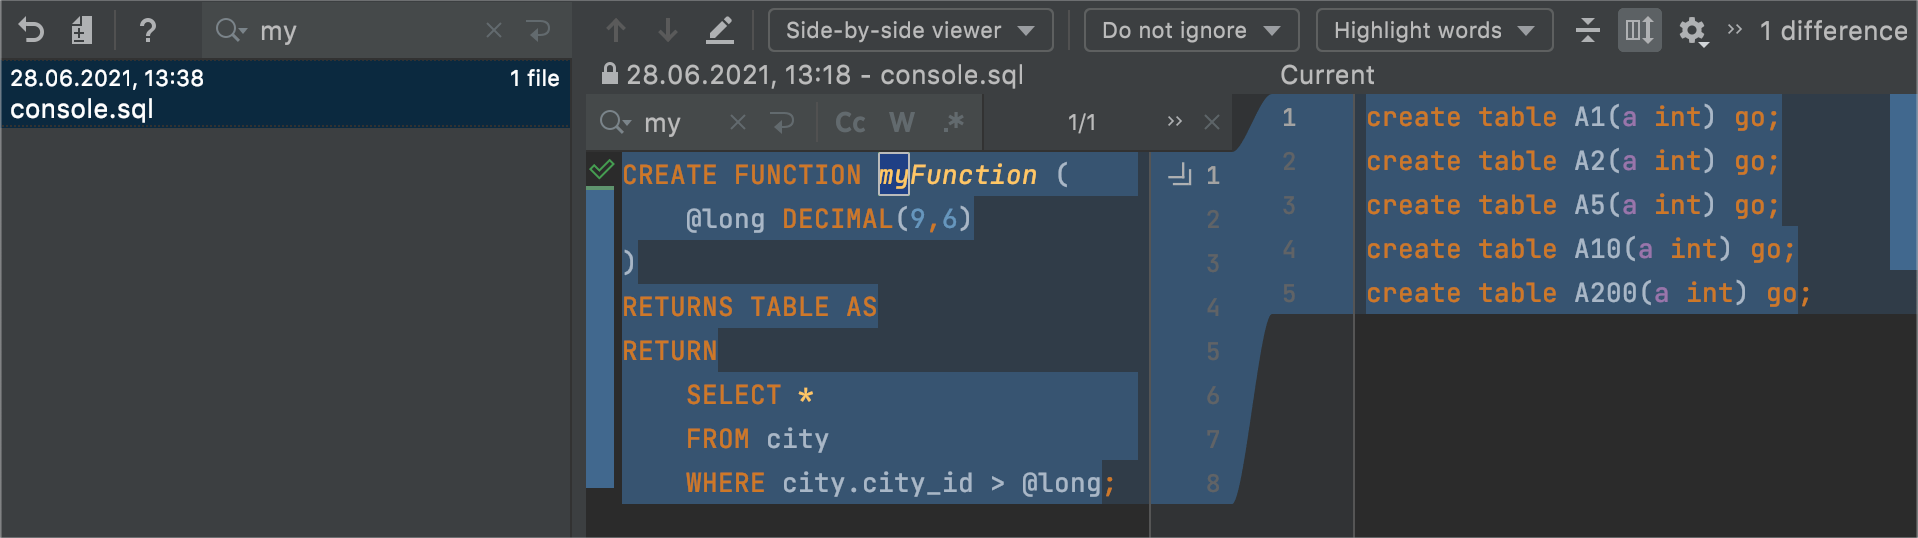 ? my Side-by-side viewer Do not ignore Highlight words >> 1 difference
28.06.2021, 13:38 1 file
console.sql
28.06.2021, 13:18 - console.sql Current
my Cc W .* 1/1 >>
CREATE FUNCTION myFunction ( 1
@long DECIMAL(9,6) 2
) 3
RETURNS TABLE AS 4
RETURN 5
SELECT * 6
FROM city 7
WHERE city.city_id > @long; 8
1 create table A1(a int) go;
2 create table A2(a int) go;
3 create table A5(a int) go;
4 create table A10(a int) go;
5 create table A200(a int) go;